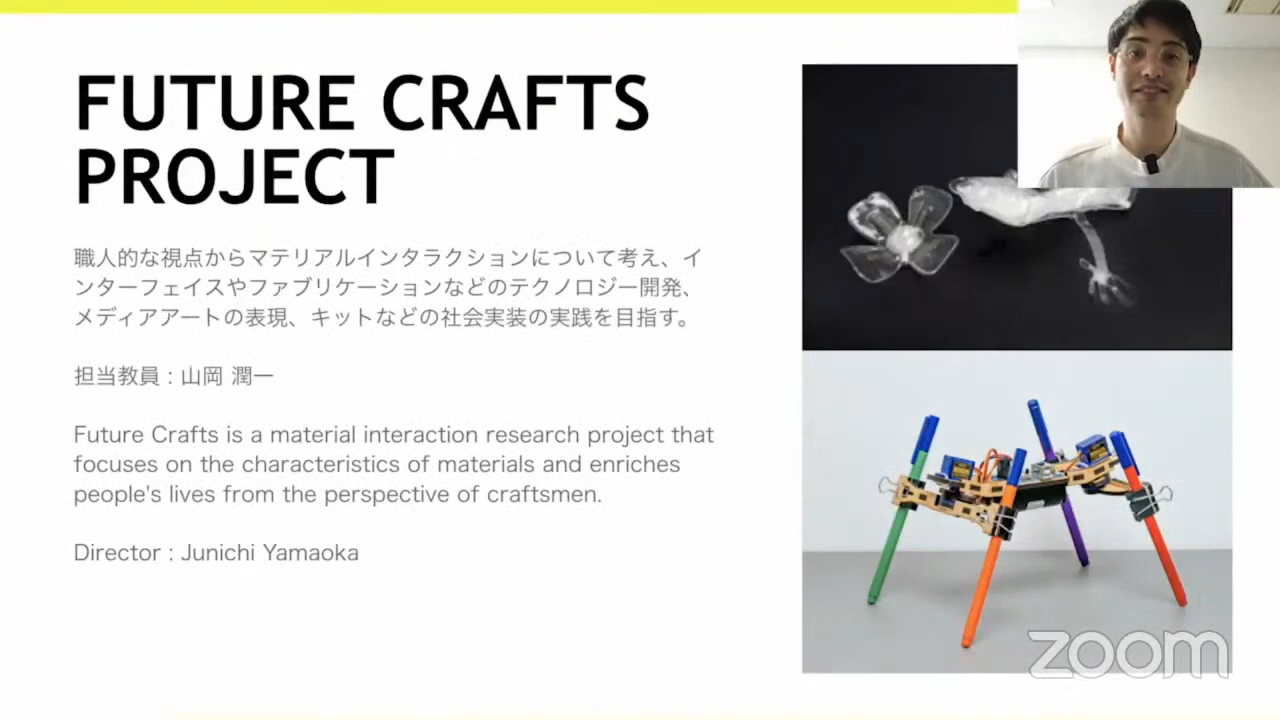 FUTURE CRAFTS
PROJECT
職人的な視点からマテリアルインタラクションについて考え、イ
ンターフェイスやファブリケーションなどのテクノロジー開発、
メディアアートの表現、キットなどの社会実装の実践を目指す。
担当教員 : 山岡 潤一
Future Crafts is a material interaction research project that
focuses on the characteristics of materials and enriches
people's lives from the perspective of craftsmen.
Director : Junichi Yamaoka
zoom